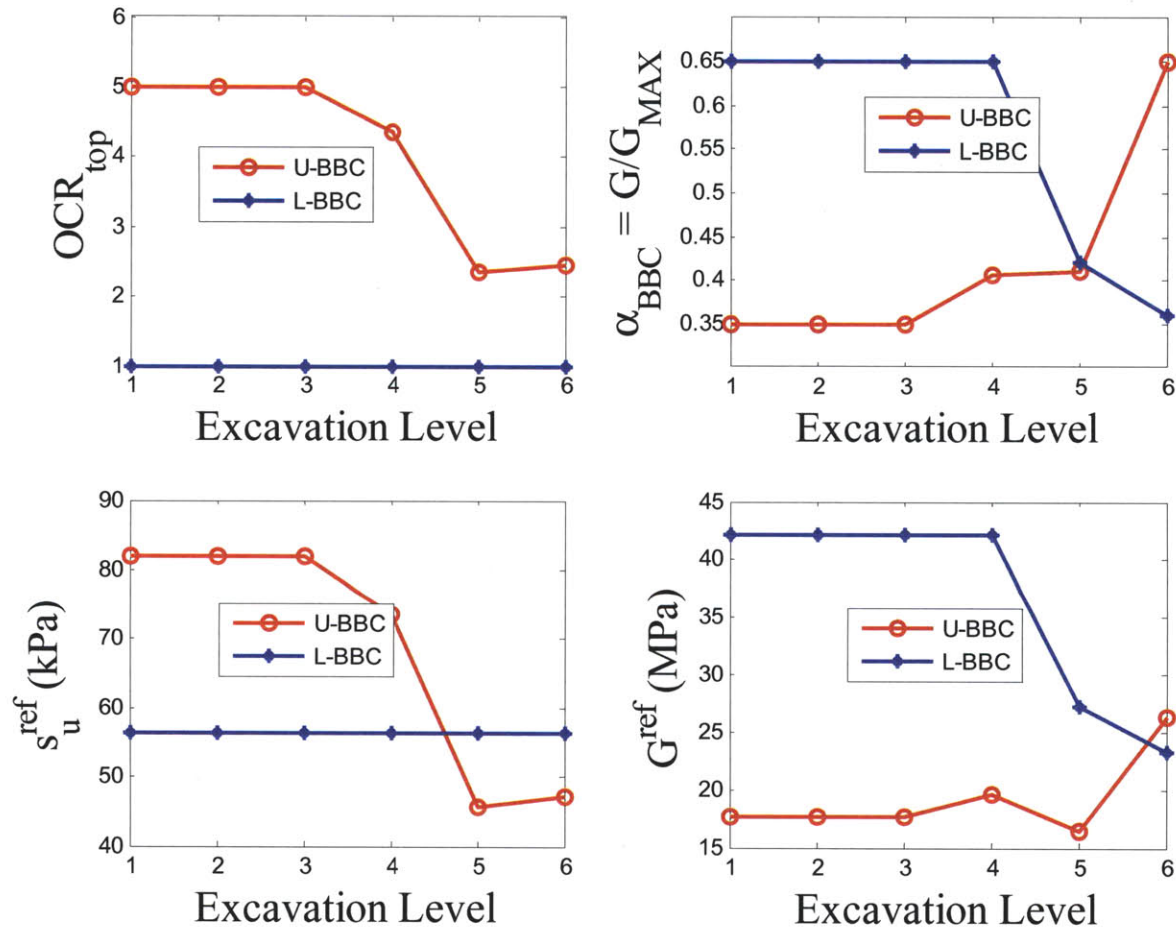 6
5
4
3
2
1
OCR_top
U-BBC
L-BBC
1 2 3 4 5 6
Excavation Level
0.65
0.6
0.55
0.5
0.45
0.4
0.35
α_BBC = G/G_MAX
U-BBC
L-BBC
1 2 3 4 5 6
Excavation Level
90
80
70
60
50
40
s_u^ref (kPa)
U-BBC
L-BBC
1 2 3 4 5 6
Excavation Level
45
40
35
30
25
20
15
G^ref (MPa)
U-BBC
L-BBC
1 2 3 4 5 6
Excavation Level